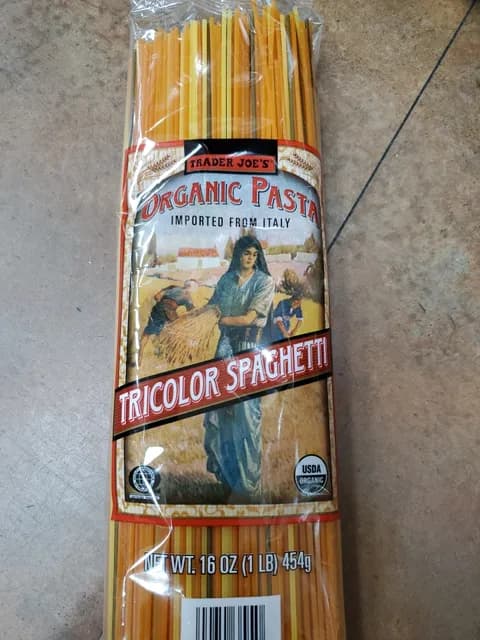 TRADER JOE'S
ORGANIC PASTA
IMPORTED FROM ITALY
TRICOLOR SPAGHETTI
USDA
ORGANIC
NET WT. 16 OZ (1 LB) 454g